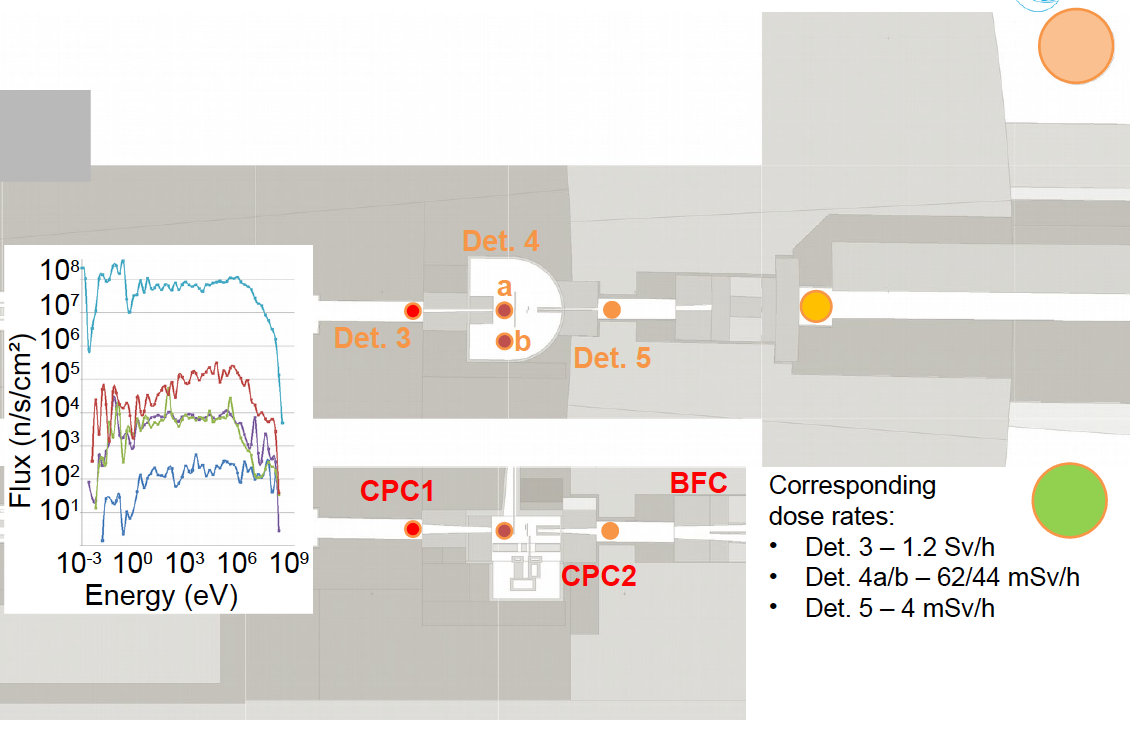 Det. 4
a
b
Det. 3
Det. 5
Flux (n/s/cm²)
10⁸
10⁷
10⁶
10⁵
10⁴
10³
10²
10¹
10⁻³ 10⁰ 10³ 10⁶ 10⁹
Energy (eV)
CPC1
BFC
CPC2
Corresponding
dose rates:
• Det. 3 – 1.2 Sv/h
• Det. 4a/b – 62/44 mSv/h
• Det. 5 – 4 mSv/h